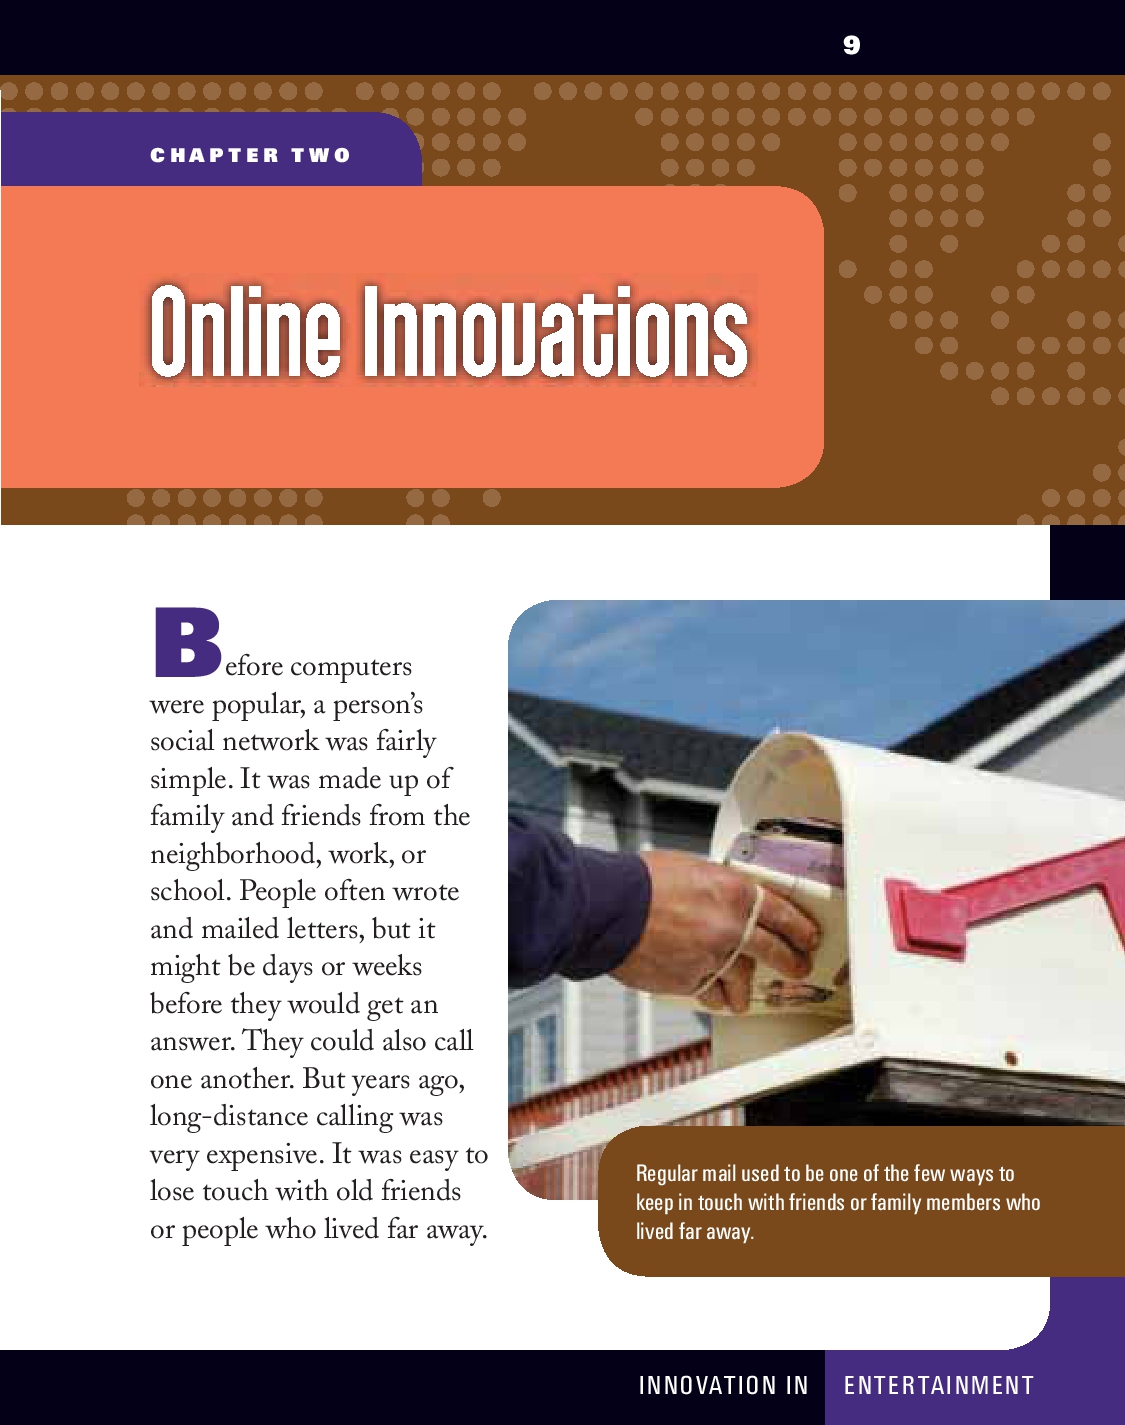 9
CHAPTER TWO
Online Innovations
Before computers
were popular, a person’s
social network was fairly
simple. It was made up of
family and friends from the
neighborhood, work, or
school. People often wrote
and mailed letters, but it
might be days or weeks
before they would get an
answer. They could also call
one another. But years ago,
long-distance calling was
very expensive. It was easy to
lose touch with old friends
or people who lived far away.
Regular mail used to be one of the few ways to
keep in touch with friends or family members who
lived far away.
INNOVATION IN ENTERTAINMENT